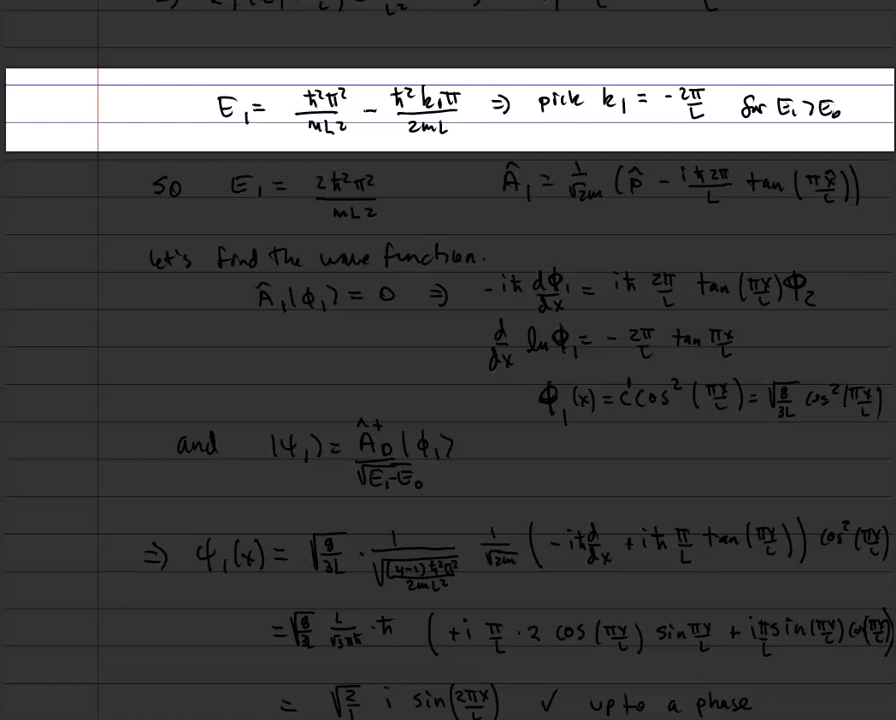 E₁ = ħ²π²/mL² − ħ²k₁π/2mL ⇒ pick k₁ = −2π/L for E₁ > E₀
so E₁ = 2ħ²π²/mL² Â₁ = 1/√2m (p̂ − iħ2π/L tan(πx̂/L))
let's find the wave function.
Â₁|ϕ₁⟩ = 0 ⇒ −iħ dϕ₁/dx = iħ 2π/L tan(πx/L) ϕ₂
d/dx ln ϕ₁ = − 2π/L tan πx/L
ϕ₁(x) = c' cos²(πx/L) = √8/3L cos²(πx/L)
and |ψ₁⟩ = Â₀†|ϕ₁⟩/√E₁−E₀
⇒ ψ₁(x) = √8/3L · 1/√(4−1)ħ²π²/2mL² 1/√2m (−iħ d/dx + iħ π/L tan(πx/L)) cos²(πx/L)
= √8/3L L/√3πħ · ħ (+i π/L · 2 cos(πx/L) sin πx/L + iπ/L sin(πx/L) cos(πx/L)
= √2/L i sin(2πx/L) ✓ up to a phase